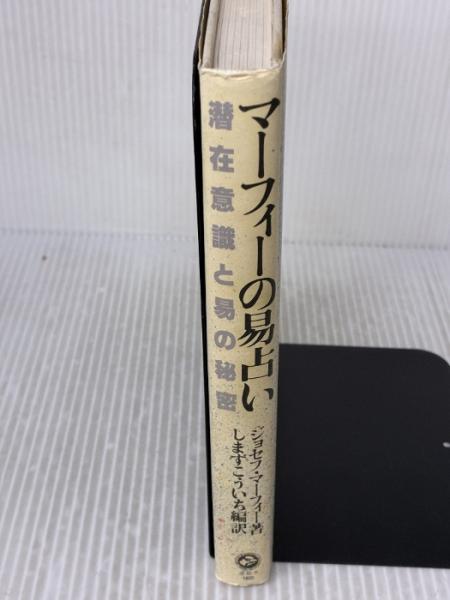 マーフィーの易占い
潜在意識と易の秘密
ジョセフ・マーフィー著
しまずこういち編訳